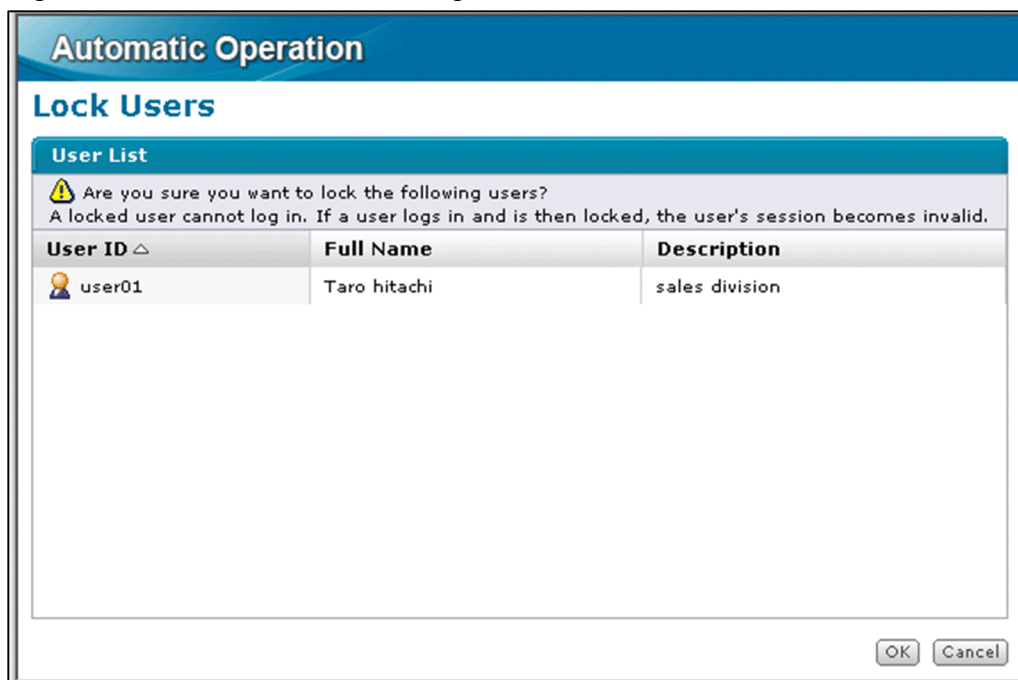 Automatic Operation
Lock Users
User List
Are you sure you want to lock the following users?
A locked user cannot log in. If a user logs in and is then locked, the user's session becomes invalid.
User ID Full Name Description
user01 Taro hitachi sales division
OK Cancel